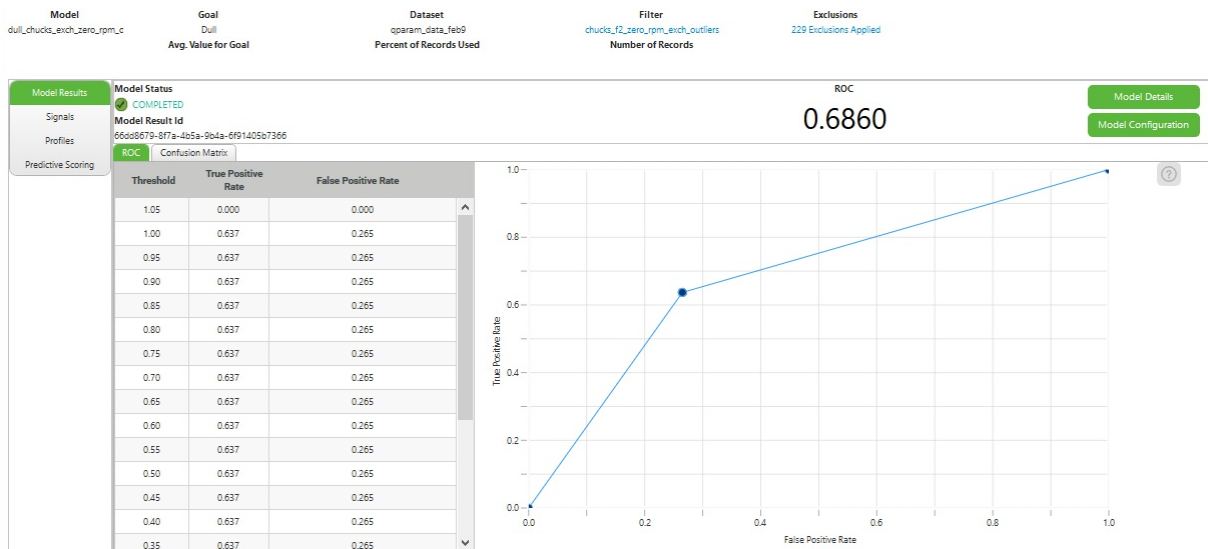 Model Goal Dataset Filter Exclusions
dull_chucks_exch_zero_rpm_c Dull qparam_data_feb9 chucks_f2_zero_rpm_exch_outliers 229 Exclusions Applied
Avg. Value for Goal Percent of Records Used Number of Records
Model Results
Signals
Profiles
Predictive Scoring
Model Status
COMPLETED
Model Result Id
66dd8679-8f7a-4b5a-9b4a-6f91405b7366
ROC
0.6860
Model Details
Model Configuration
ROC Confusion Matrix
Threshold True Positive Rate False Positive Rate
1.05 0.000 0.000
1.00 0.637 0.265
0.95 0.637 0.265
0.90 0.637 0.265
0.85 0.637 0.265
0.80 0.637 0.265
0.75 0.637 0.265
0.70 0.637 0.265
0.65 0.637 0.265
0.60 0.637 0.265
0.55 0.637 0.265
0.50 0.637 0.265
0.45 0.637 0.265
0.40 0.637 0.265
0.35 0.637 0.265
?
True Positive Rate
1.0
0.8
0.6
0.4
0.2
0.0
0.0 0.2 0.4 0.6 0.8 1.0
False Positive Rate